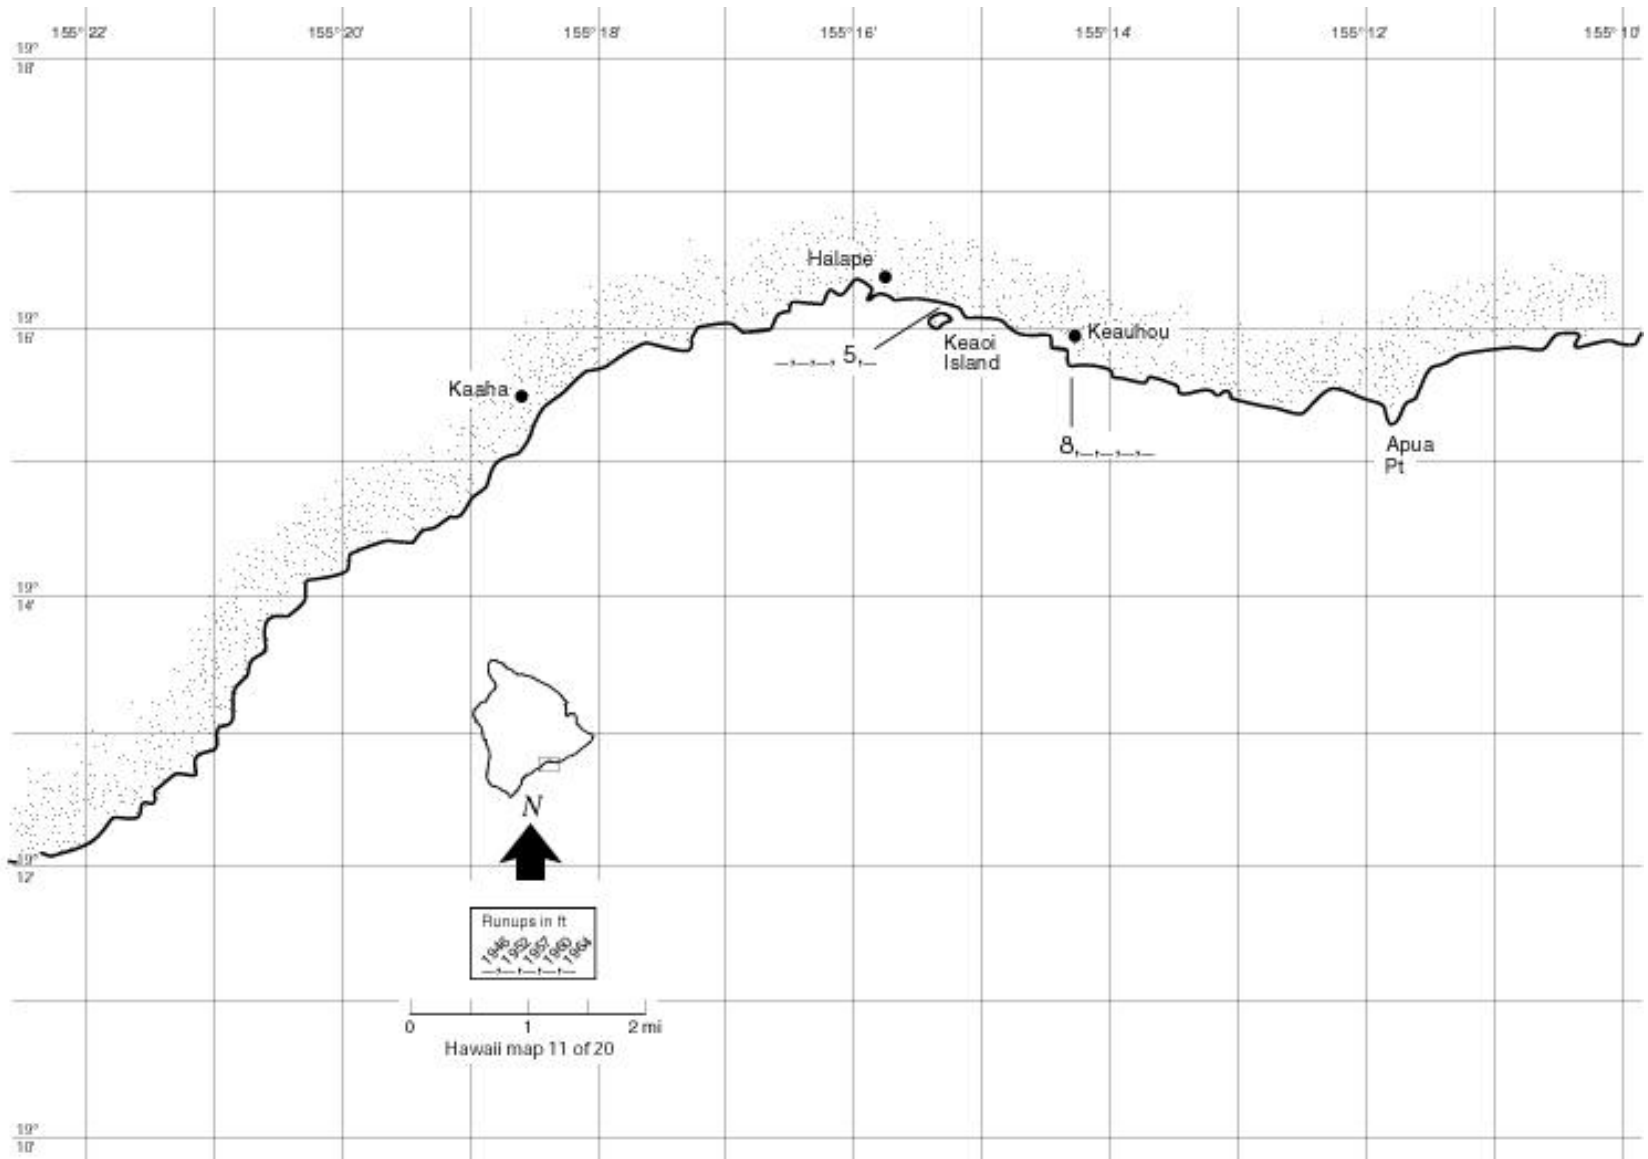 155° 22'
155° 20'
155° 18'
155° 16'
155° 14'
155° 12'
155° 10'
19°
18'
Halape
19°
16'
Keauhou
_,_,_, 5,_
Keaoi
Island
Kaaha
8,_,_,_,_
Apua
Pt
19°
14'
N
19°
12'
Runups in ft
1946 1952 1957 1960 1964
_,_,_,_,_
0 1 2 mi
Hawaii map 11 of 20
19°
10'